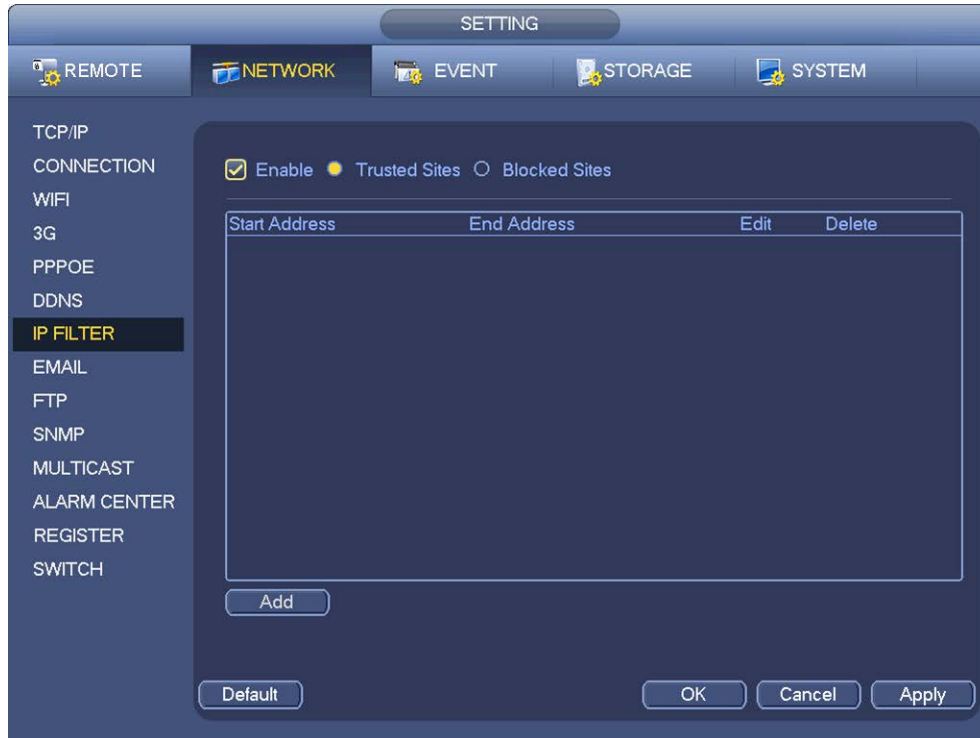 SETTING
REMOTE NETWORK EVENT STORAGE SYSTEM
TCP/IP
CONNECTION
WIFI
3G
PPPOE
DDNS
IP FILTER
EMAIL
FTP
SNMP
MULTICAST
ALARM CENTER
REGISTER
SWITCH
Enable Trusted Sites Blocked Sites
Start Address End Address Edit Delete
Add
Default OK Cancel Apply